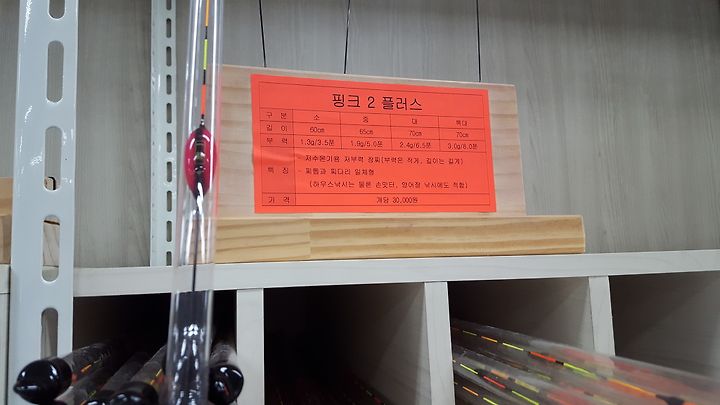 핑크 2 플러스
구 분 소 중 대 특대
길 이 60cm 65cm 70cm 70cm
부 력 1.3g/3.5푼 1.9g/5.0푼 2.4g/6.5푼 3.0g/8.0푼
특 징 - 저수온기용 저부력 장찌(부력은 작게, 길이는 길게)
- 찌톱과 찌다리 일체형
(하우스낚시는 물론 손맛터, 양어장 낚시에도 적합)
가 격 개당 30,000원